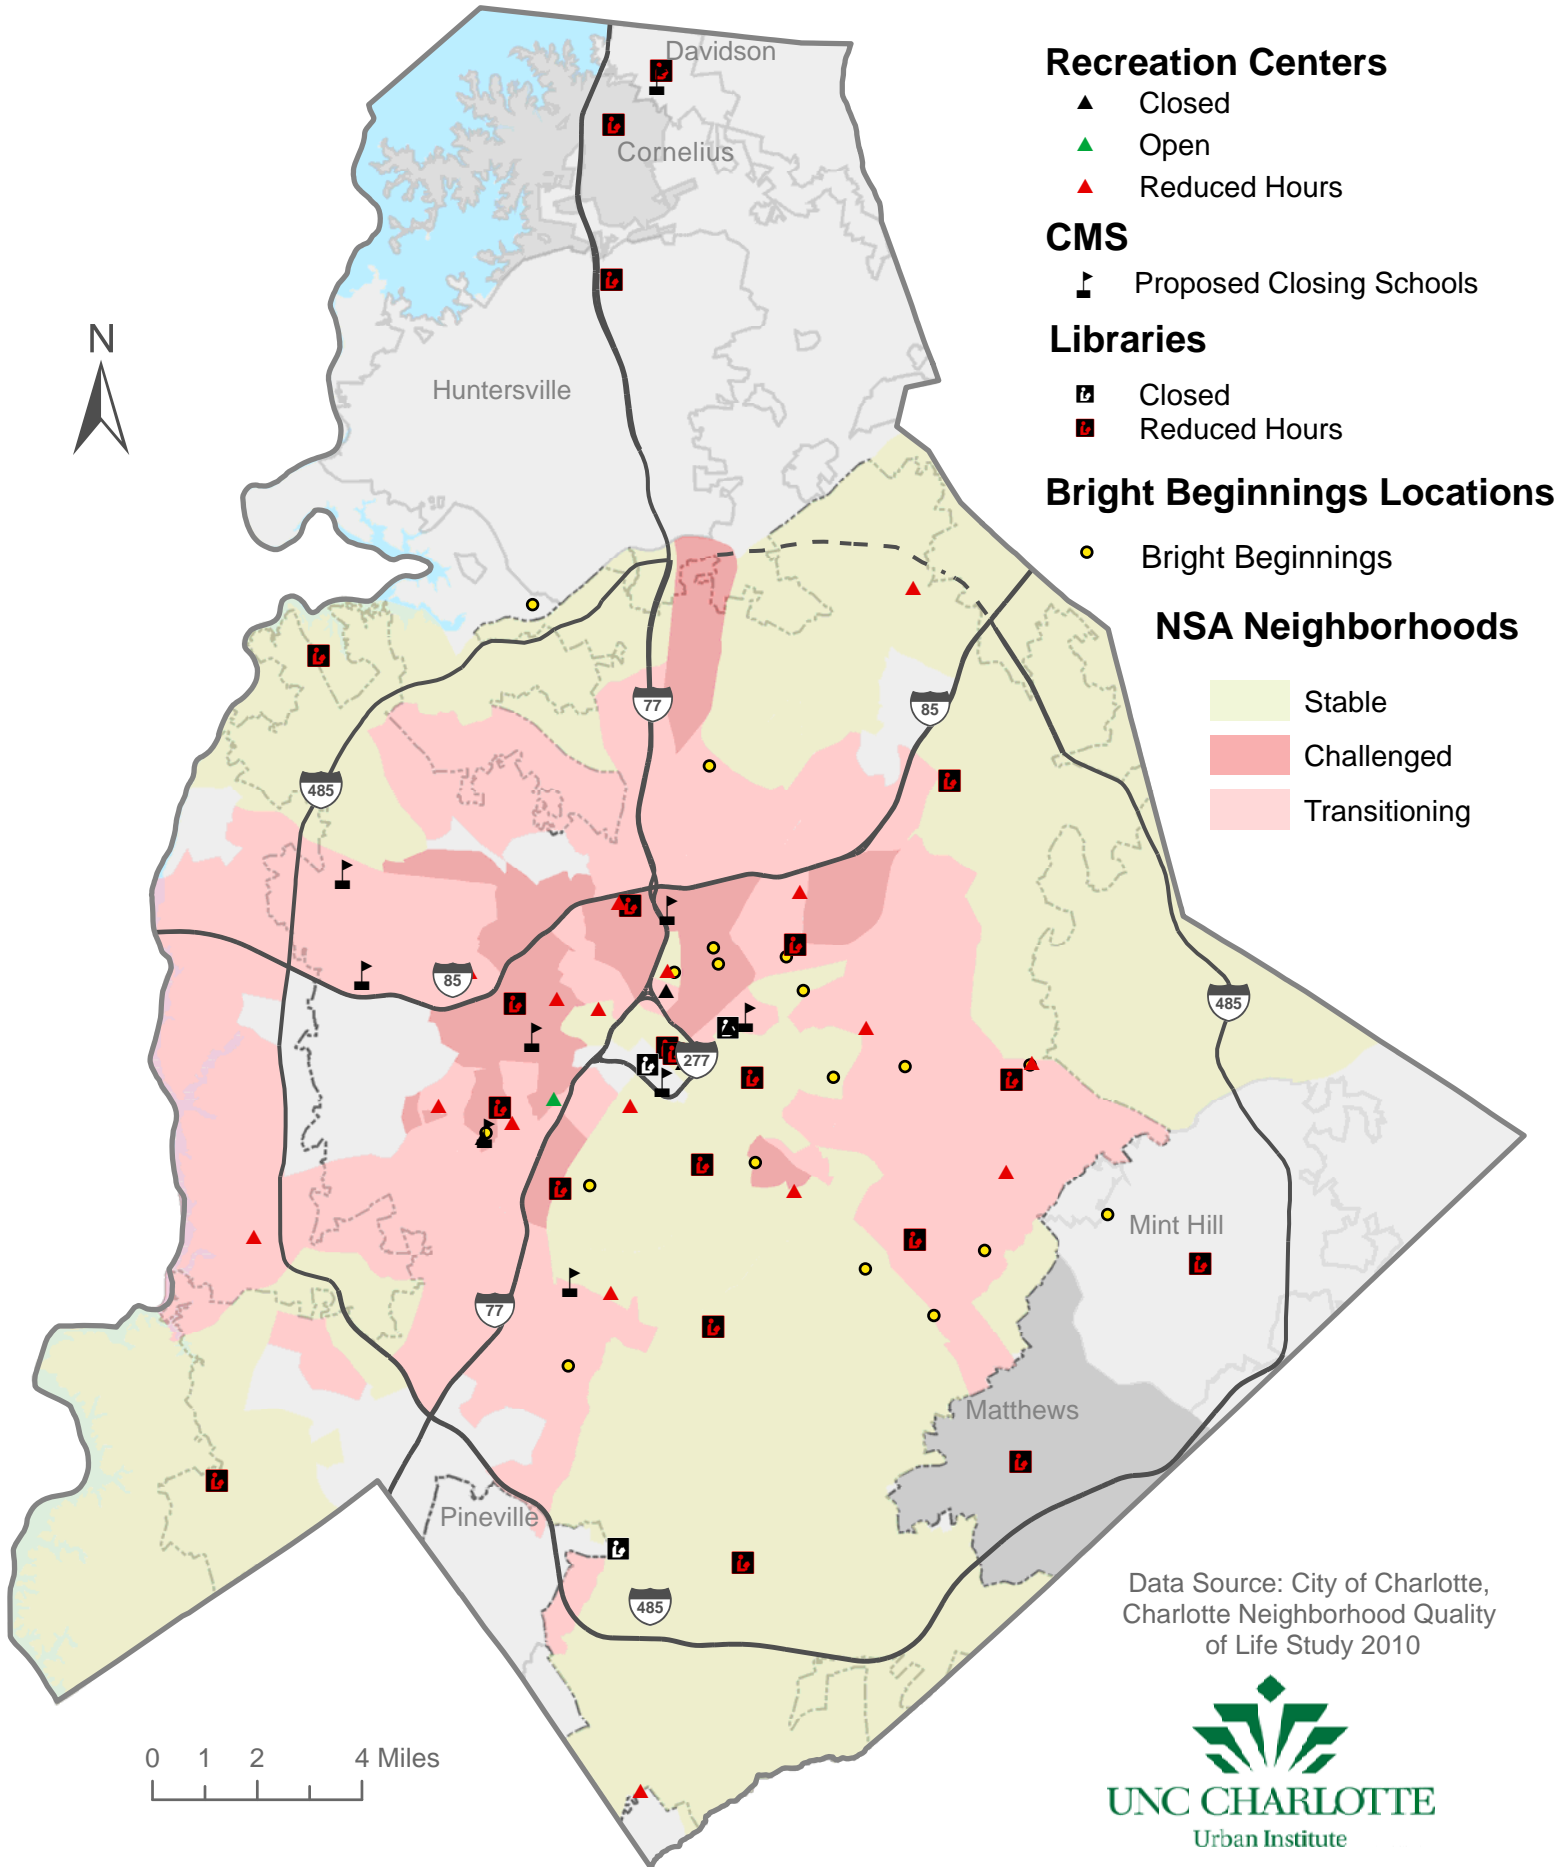 Davidson
Cornelius
Huntersville
N
Recreation Centers
Closed
Open
Reduced Hours
CMS
Proposed Closing Schools
Libraries
Closed
Reduced Hours
Bright Beginnings Locations
Bright Beginnings
NSA Neighborhoods
Stable
Challenged
Transitioning
77
85
485
85
485
277
77
Mint Hill
Matthews
Pineville
485
Data Source: City of Charlotte,
Charlotte Neighborhood Quality
of Life Study 2010
0 1 2 4 Miles
UNC CHARLOTTE
Urban Institute